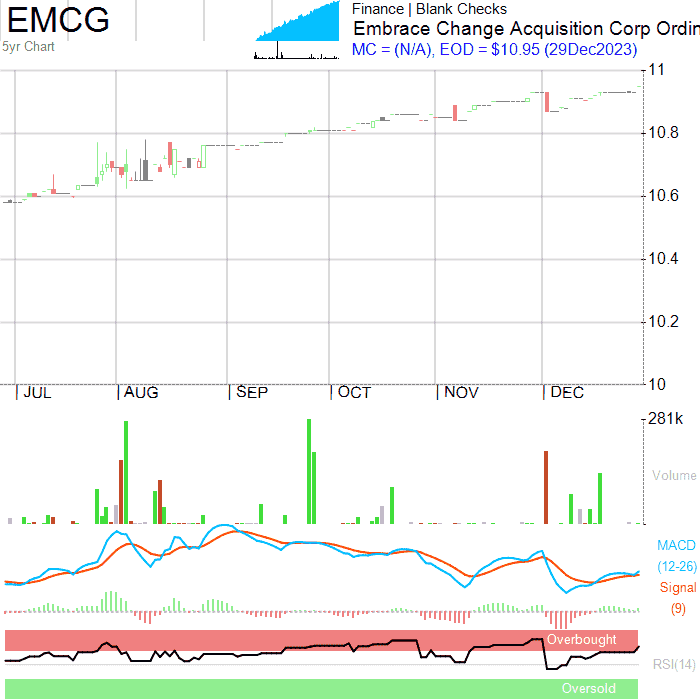 EMCG
5yr Chart
Finance | Blank Checks
Embrace Change Acquisition Corp Ordin
MC = (N/A), EOD = $10.95 (29Dec2023)
11
10.8
10.6
10.4
10.2
10
JUL AUG SEP OCT NOV DEC
281k
Volume
MACD
(12-26)
Signal
(9)
Overbought
RSI(14)
Oversold